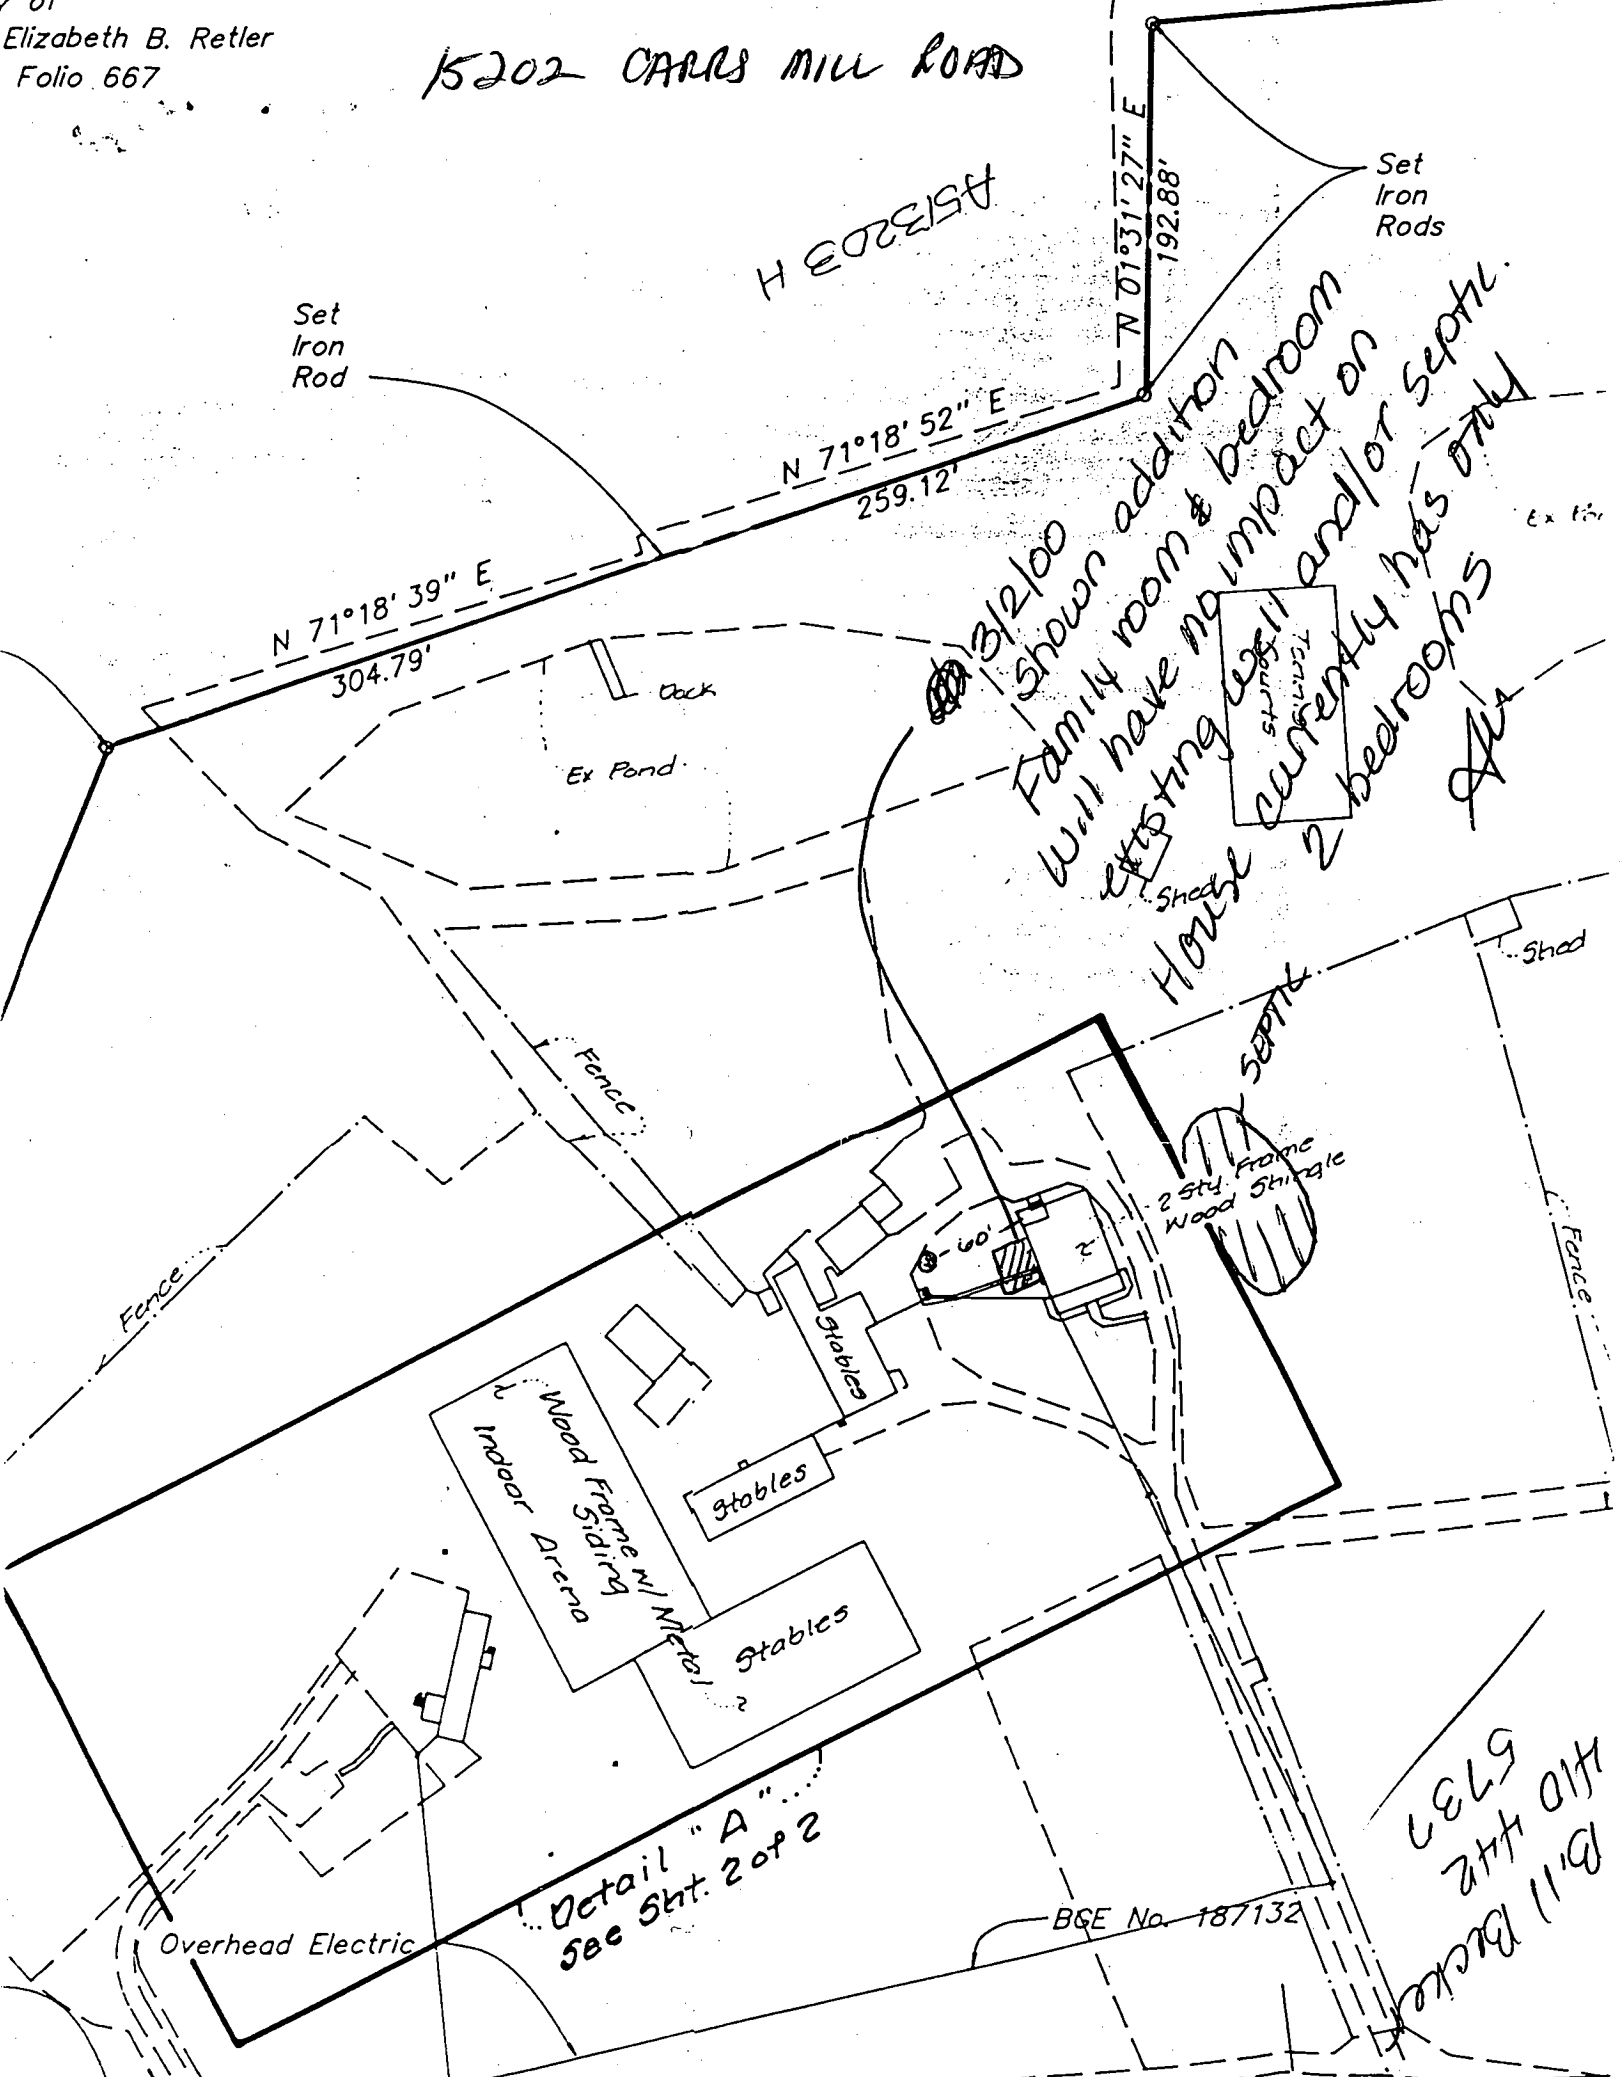 Elizabeth B. Retler
Folio 667
15202 CARRS MILL ROAD
A513203 H
Set
Iron
Rods
N 01°31'27" E
192.88'
Set
Iron
Rod
N 71°18'52" E
259.12'
N 71°18'39" E
304.79'
3/2/00
Shown addition
Family room & bedroom
will have no impact on
existing well and/or septic.
House currently has only
2 bedrooms
Tennis
Courts
Dock
Ex Pond
Shed
Shed
SEPTIC
Fence
2 Sty. Frame
Wood Shingle
60'
Fence
Fence
Stables
Wood Frame w/ Metal
Siding
Indoor Arena
Stables
Stables
Detail "A"
See Sht. 2 of 2
Overhead Electric
BGE No. 187132
Bill Becker
410 442
5737